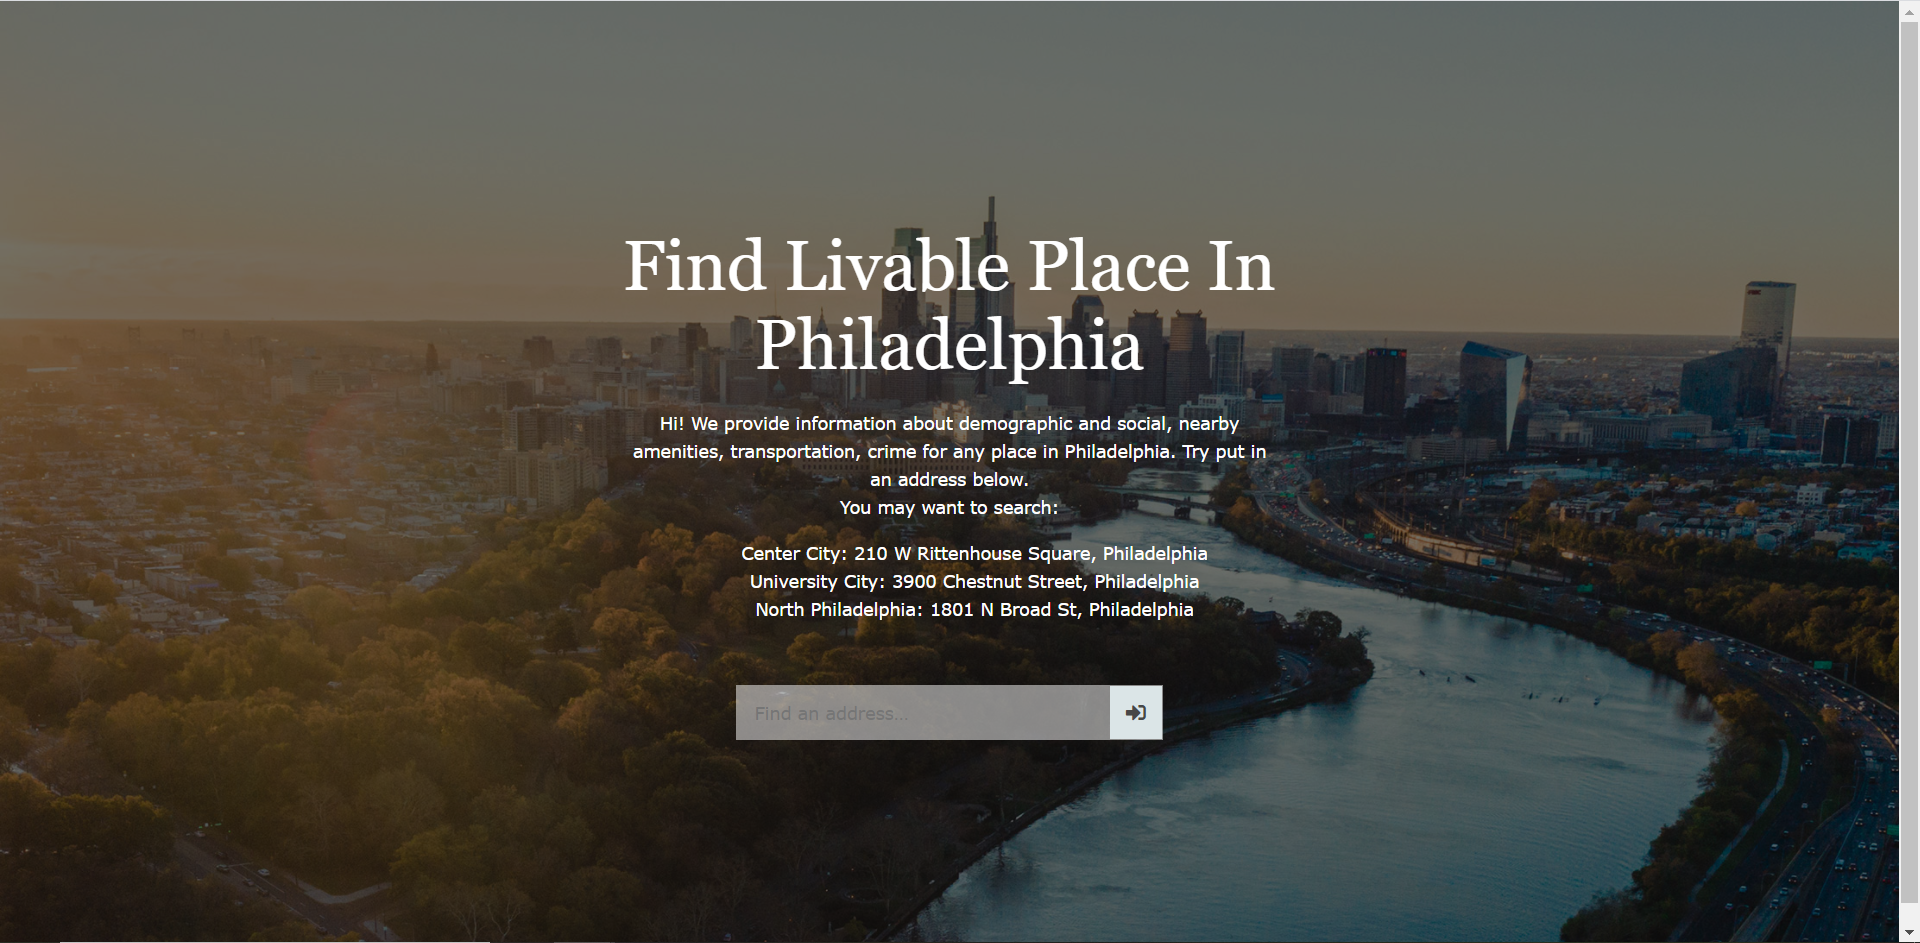 Find Livable Place In
Philadelphia
Hi! We provide information about demographic and social, nearby
amenities, transportation, crime for any place in Philadelphia. Try put in
an address below.
You may want to search:
Center City: 210 W Rittenhouse Square, Philadelphia
University City: 3900 Chestnut Street, Philadelphia
North Philadelphia: 1801 N Broad St, Philadelphia
Find an address...